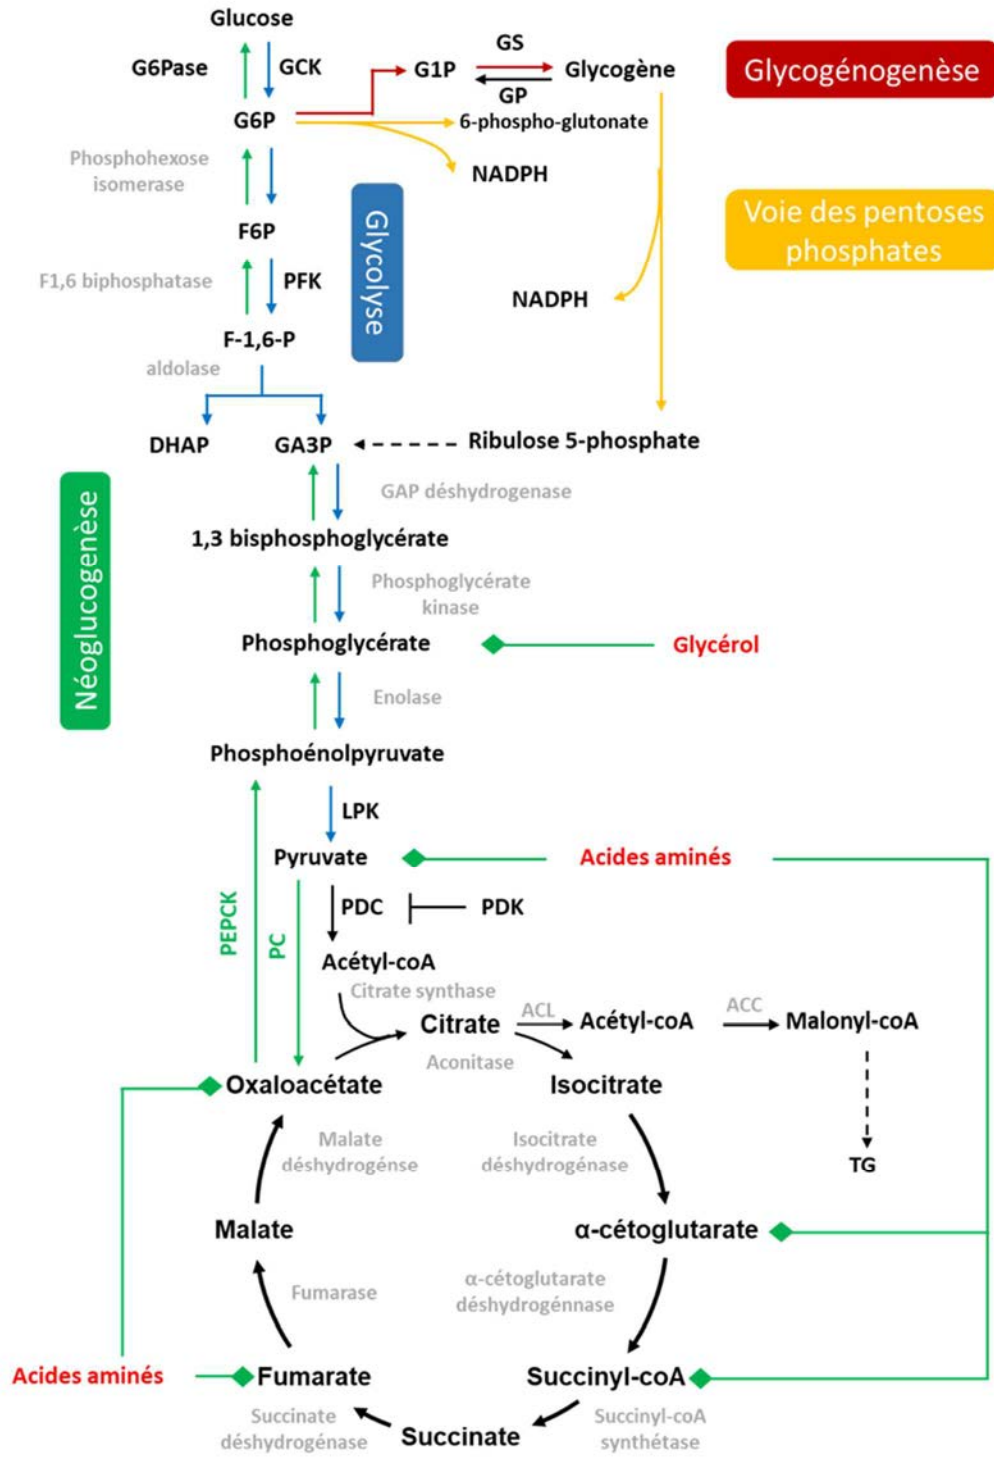 Glucose
G6Pase
GCK
GS
G1P
Glycogène
GP
Glycogénogenèse
G6P
6-phospho-glutonate
Phosphohexose
isomerase
NADPH
Voie des pentoses
phosphates
Glycolyse
F6P
F1,6 biphosphatase
PFK
NADPH
F-1,6-P
aldolase
DHAP
GA3P
Ribulose 5-phosphate
GAP déshydrogenase
Néoglucogenèse
1,3 bisphosphoglycérate
Phosphoglycérate
kinase
Phosphoglycérate
Glycérol
Enolase
Phosphoénolpyruvate
LPK
Pyruvate
Acides aminés
PEPCK
PC
PDC
PDK
Acétyl-coA
Citrate synthase
Citrate
ACL
Acétyl-coA
ACC
Malonyl-coA
Aconitase
Oxaloacétate
Isocitrate
Malate
déshydrogénse
Isocitrate
déshydrogénase
TG
Malate
α-cétoglutarate
Fumarase
α-cétoglutarate
déshydrogénnase
Acides aminés
Fumarate
Succinyl-coA
Succinate
déshydrogénase
Succinate
Succinyl-coA
synthétase